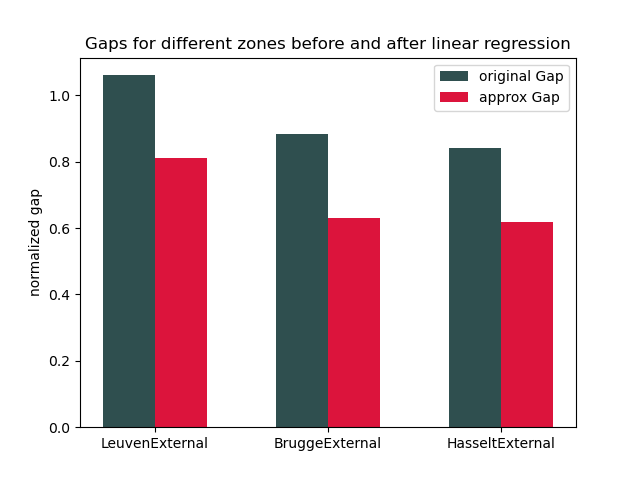 Gaps for different zones before and after linear regression
original Gap
approx Gap
normalized gap
1.0
0.8
0.6
0.4
0.2
0.0
LeuvenExternal
BruggeExternal
HasseltExternal